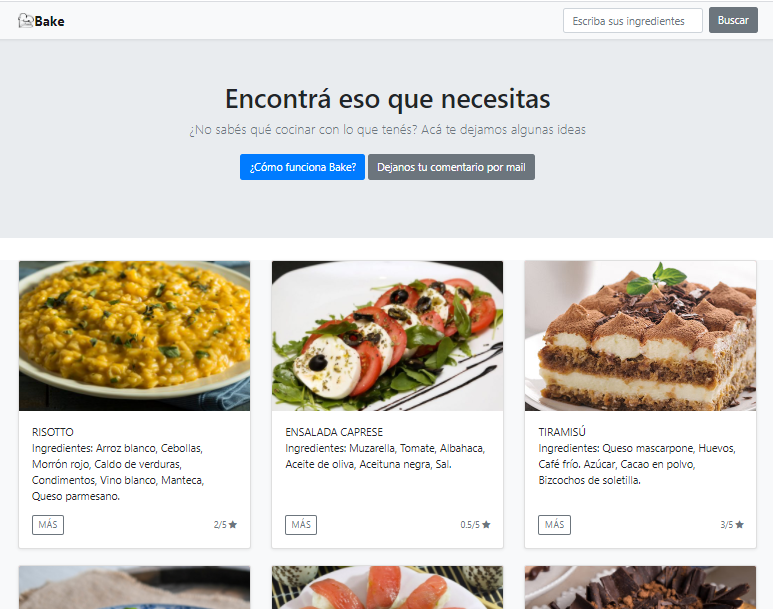 Bake
Escriba sus ingredientes
Buscar
Encontrá eso que necesitas
¿No sabés qué cocinar con lo que tenés? Acá te dejamos algunas ideas
¿Cómo funciona Bake?
Dejanos tu comentario por mail
RISOTTO
Ingredientes: Arroz blanco, Cebollas,
Morrón rojo, Caldo de verduras,
Condimentos, Vino blanco, Manteca,
Queso parmesano.
MÁS
2/5 ★
ENSALADA CAPRESE
Ingredientes: Muzarella, Tomate, Albahaca,
Aceite de oliva, Aceituna negra, Sal.
MÁS
0.5/5 ★
TIRAMISÚ
Ingredientes: Queso mascarpone, Huevos,
Café frío. Azúcar, Cacao en polvo,
Bizcochos de soletilla.
MÁS
3/5 ★